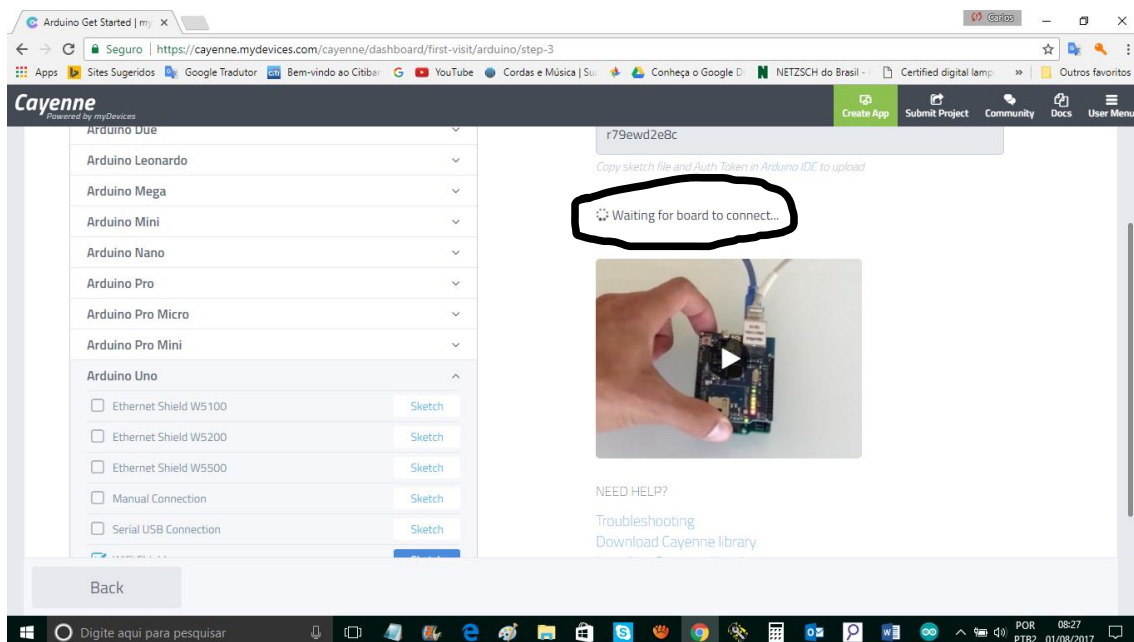 Arduino Get Started | my
Carlos
Seguro | https://cayenne.mydevices.com/cayenne/dashboard/first-visit/arduino/step-3
Apps Sites Sugeridos Google Tradutor citi Bem-vindo ao Citiba G YouTube Cordas e Música | Su Conheça o Google D N NETZSCH do Brasil - Certified digital lamp » Outros favoritos
Cayenne
Powered by myDevices
Create App Submit Project Community Docs User Menu
Arduino Due
Arduino Leonardo
Arduino Mega
Arduino Mini
Arduino Nano
Arduino Pro
Arduino Pro Micro
Arduino Pro Mini
Arduino Uno
Ethernet Shield W5100 Sketch
Ethernet Shield W5200 Sketch
Ethernet Shield W5500 Sketch
Manual Connection Sketch
Serial USB Connection Sketch
r79ewd2e8c
Copy sketch file and Auth Token in Arduino IDE to upload
Waiting for board to connect...
NEED HELP?
Troubleshooting
Download Cayenne library
Back
Digite aqui para pesquisar
POR 08:27
PTB2 01/08/2017